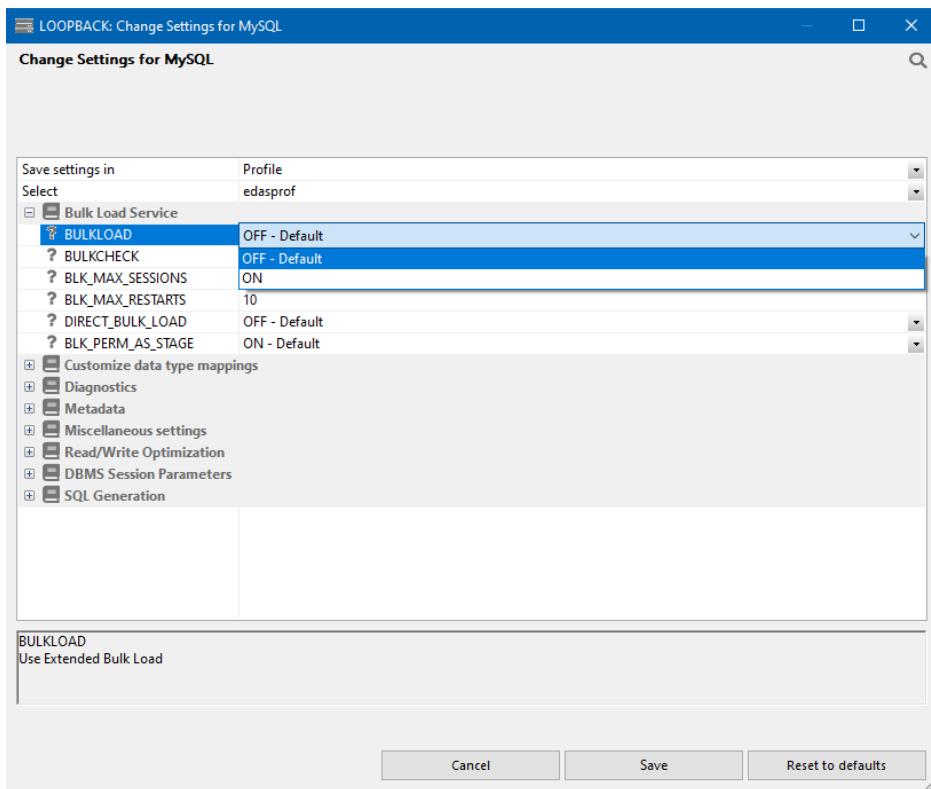 LOOPBACK: Change Settings for MySQL
Change Settings for MySQL
Save settings in Profile
Select edasprof
Bulk Load Service
? BULKLOAD OFF - Default
? BULKCHECK OFF - Default
? BLK_MAX_SESSIONS ON
? BLK_MAX_RESTARTS 10
? DIRECT_BULK_LOAD OFF - Default
? BLK_PERM_AS_STAGE ON - Default
Customize data type mappings
Diagnostics
Metadata
Miscellaneous settings
Read/Write Optimization
DBMS Session Parameters
SQL Generation
BULKLOAD
Use Extended Bulk Load
Cancel Save Reset to defaults